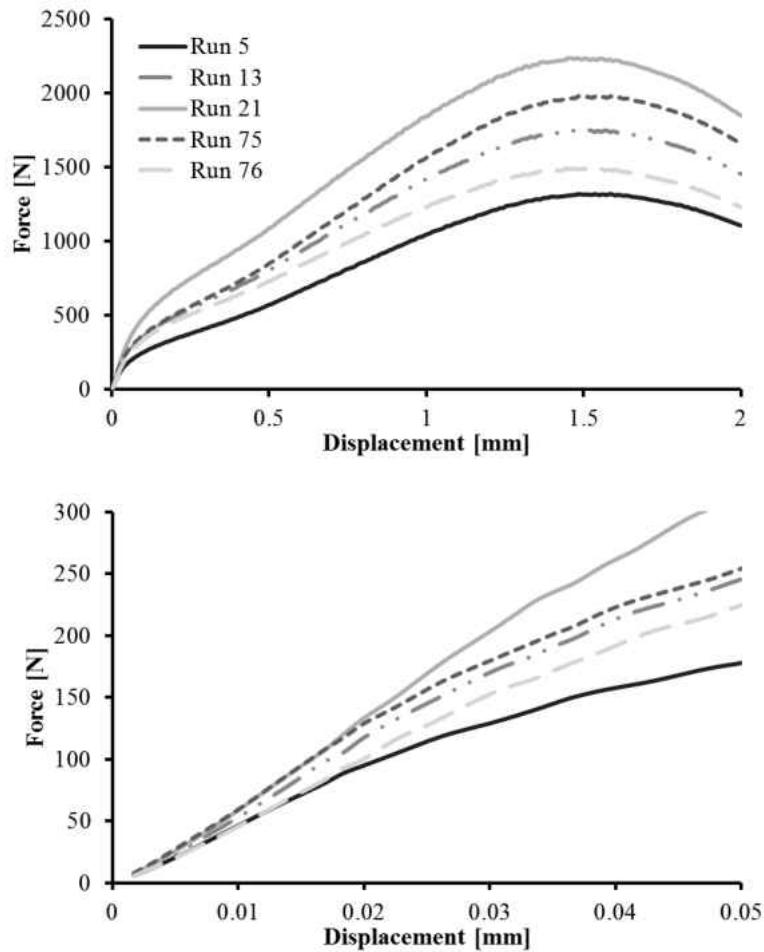 2500
2000
1500
1000
500
0
Force [N]
Run 5
Run 13
Run 21
Run 75
Run 76
0 0.5 1 1.5 2
Displacement [mm]
300
250
200
150
100
50
0
Force [N]
0 0.01 0.02 0.03 0.04 0.05
Displacement [mm]